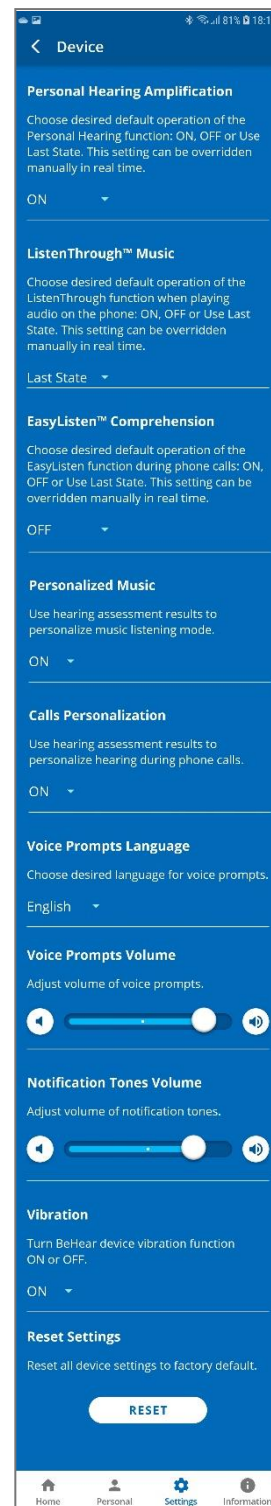 81% 18:1
Device
Personal Hearing Amplification
Choose desired default operation of the
Personal Hearing function: ON, OFF or Use
Last State. This setting can be overridden
manually in real time.
ON
ListenThrough™ Music
Choose desired default operation of the
ListenThrough function when playing
audio on the phone: ON, OFF or Use Last
State. This setting can be overridden
manually in real time.
Last State
EasyListen™ Comprehension
Choose desired default operation of the
EasyListen function during phone calls: ON,
OFF or Use Last State. This setting can be
overridden manually in real time.
OFF
Personalized Music
Use hearing assessment results to
personalize music listening mode.
ON
Calls Personalization
Use hearing assessment results to
personalize hearing during phone calls.
ON
Voice Prompts Language
Choose desired language for voice prompts.
English
Voice Prompts Volume
Adjust volume of voice prompts.
Notification Tones Volume
Adjust volume of notification tones.
Vibration
Turn BeHear device vibration function
ON or OFF.
ON
Reset Settings
Reset all device settings to factory default.
RESET
Home Personal Settings Information